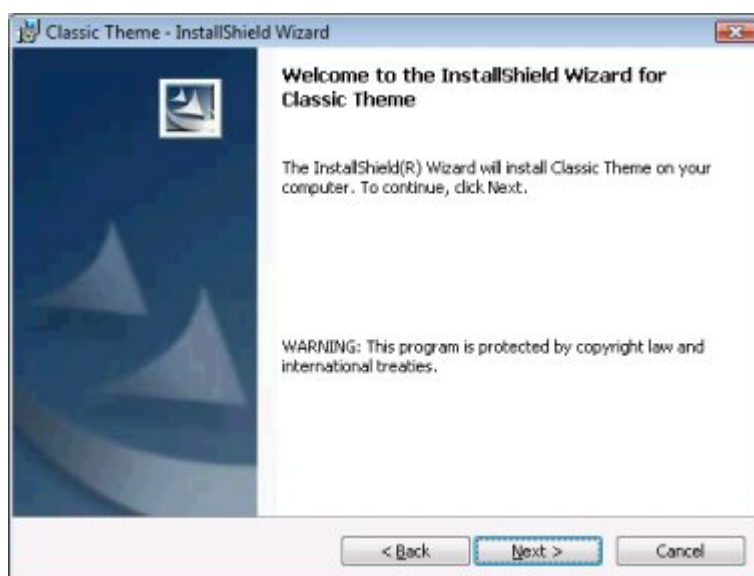 Classic Theme - InstallShield Wizard
Welcome to the InstallShield Wizard for
Classic Theme
The InstallShield(R) Wizard will install Classic Theme on your
computer. To continue, click Next.
WARNING: This program is protected by copyright law and
international treaties.
< Back
Next >
Cancel